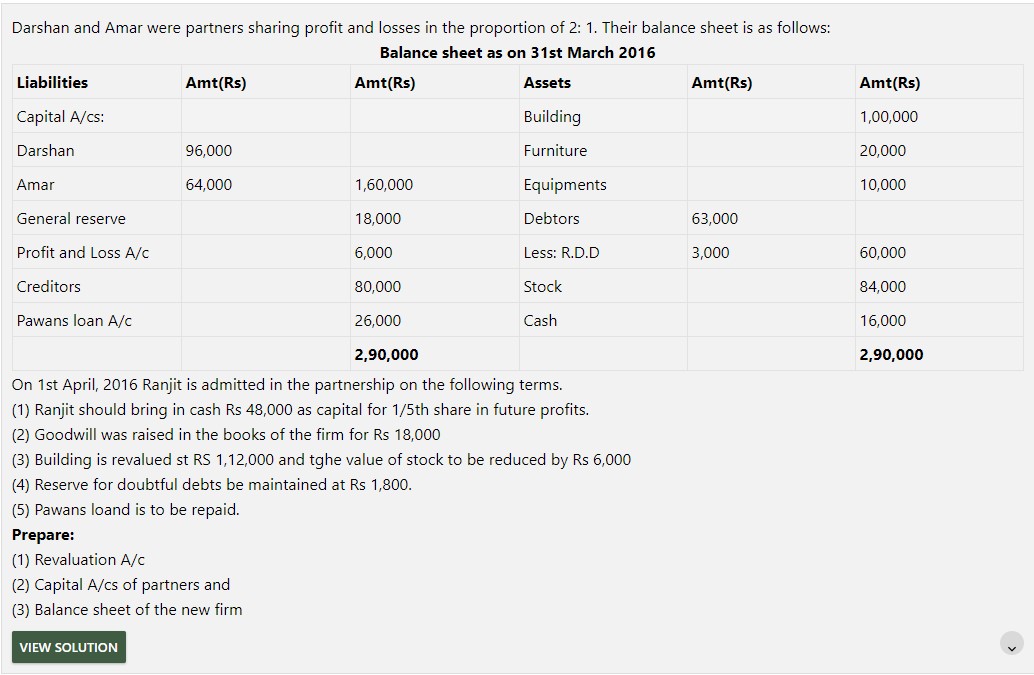 Darshan and Amar were partners sharing profit and losses in the proportion of 2: 1. Their balance sheet is as follows:
Balance sheet as on 31st March 2016
Liabilities Amt(Rs) Amt(Rs) Assets Amt(Rs) Amt(Rs)
Capital A/cs: Building 1,00,000
Darshan 96,000 Furniture 20,000
Amar 64,000 1,60,000 Equipments 10,000
General reserve 18,000 Debtors 63,000
Profit and Loss A/c 6,000 Less: R.D.D 3,000 60,000
Creditors 80,000 Stock 84,000
Pawans loan A/c 26,000 Cash 16,000
2,90,000 2,90,000
On 1st April, 2016 Ranjit is admitted in the partnership on the following terms.
(1) Ranjit should bring in cash Rs 48,000 as capital for 1/5th share in future profits.
(2) Goodwill was raised in the books of the firm for Rs 18,000
(3) Building is revalued st RS 1,12,000 and tghe value of stock to be reduced by Rs 6,000
(4) Reserve for doubtful debts be maintained at Rs 1,800.
(5) Pawans loand is to be repaid.
Prepare:
(1) Revaluation A/c
(2) Capital A/cs of partners and
(3) Balance sheet of the new firm
VIEW SOLUTION